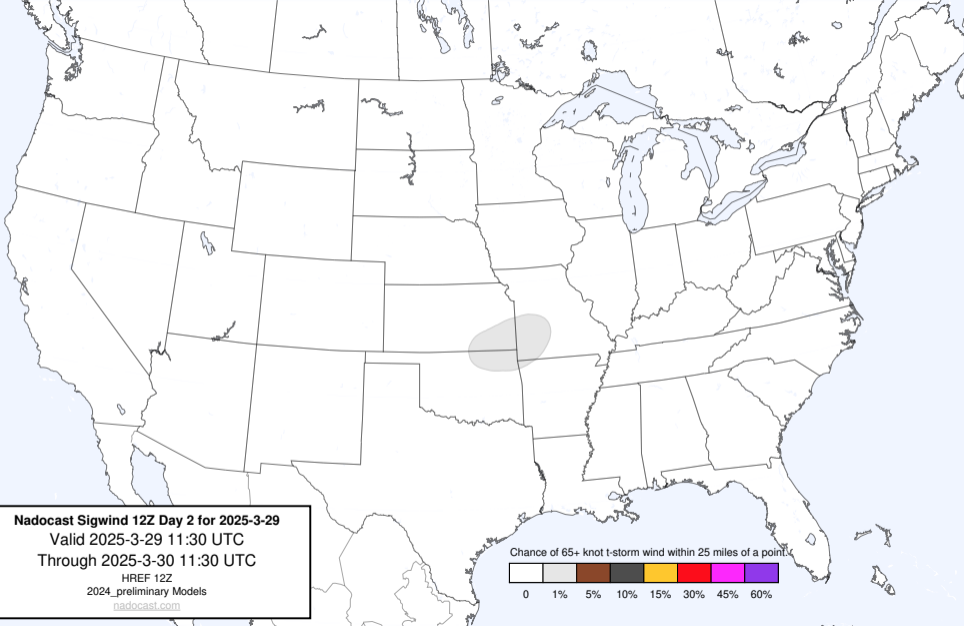 Nadocast Sigwind 12Z Day 2 for 2025-3-29
Valid 2025-3-29 11:30 UTC
Through 2025-3-30 11:30 UTC
HREF 12Z
2024_preliminary Models
nadocast.com
Chance of 65+ knot t-storm wind within 25 miles of a point.
0 1% 5% 10% 15% 30% 45% 60%